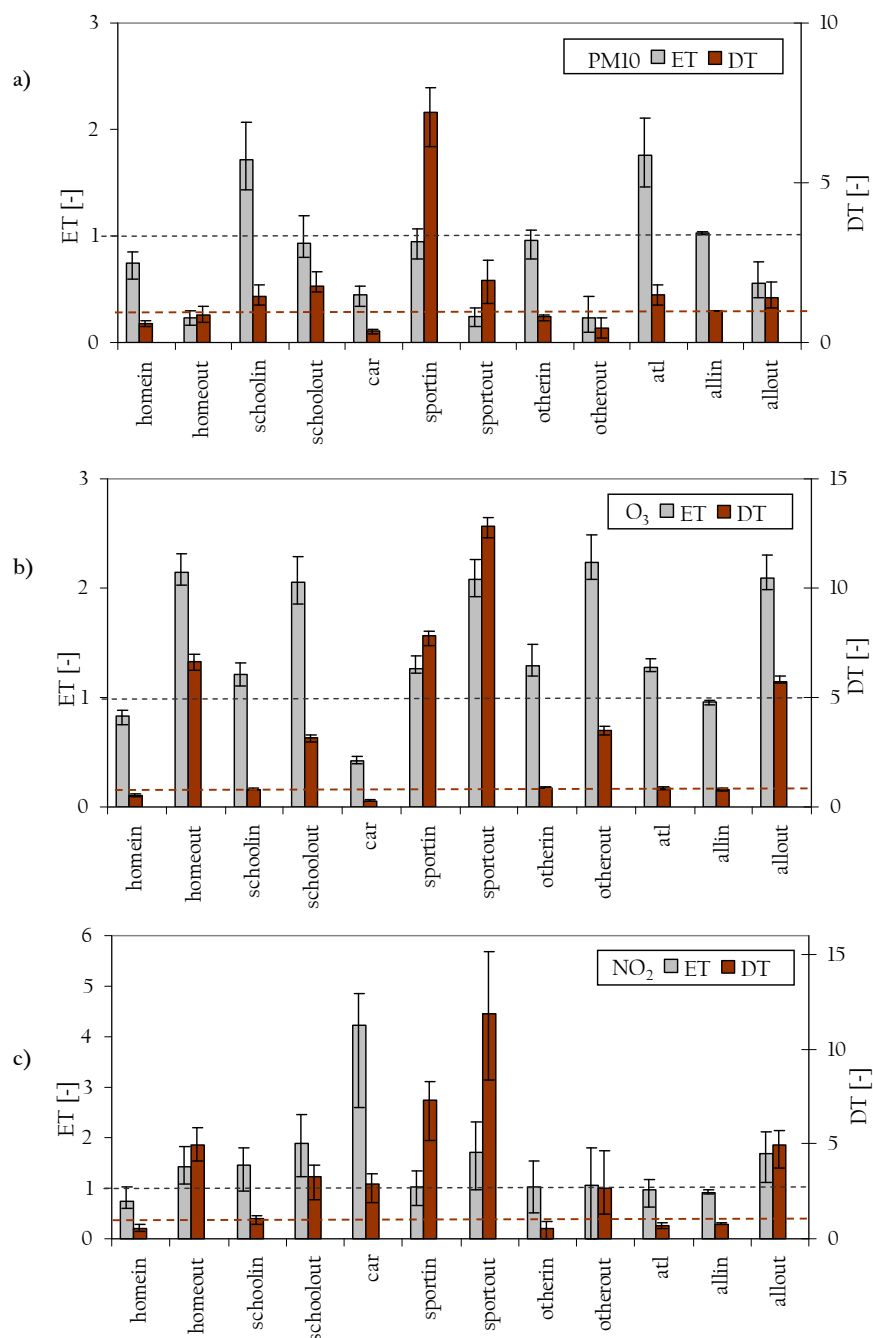 a)
PM10 ET DT
3
2
1
0
ET [-]
10
5
0
DT [-]
homein
homeout
schoolin
schoolout
car
sportin
sportout
otherin
otherout
atl
allin
allout
b)
O₃ ET DT
3
2
1
0
ET [-]
15
10
5
0
DT [-]
homein
homeout
schoolin
schoolout
car
sportin
sportout
otherin
otherout
atl
allin
allout
c)
NO₂ ET DT
6
5
4
3
2
1
0
ET [-]
15
10
5
0
DT [-]
homein
homeout
schoolin
schoolout
car
sportin
sportout
otherin
otherout
atl
allin
allout